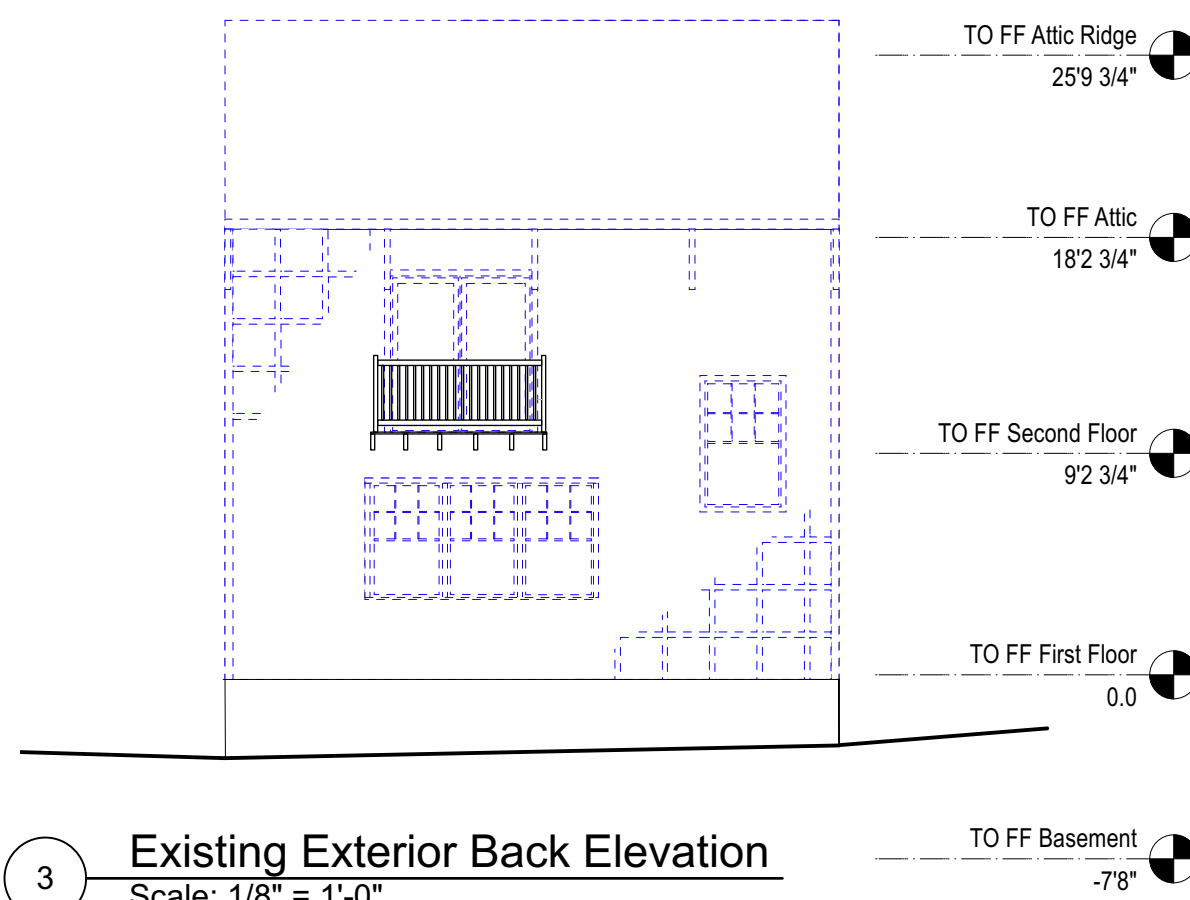 TO FF Attic Ridge
25'9 3/4"
TO FF Attic
18'2 3/4"
TO FF Second Floor
9'2 3/4"
TO FF First Floor
0.0
TO FF Basement
-7'8"
3
Existing Exterior Back Elevation
Scale: 1/8" = 1'-0"